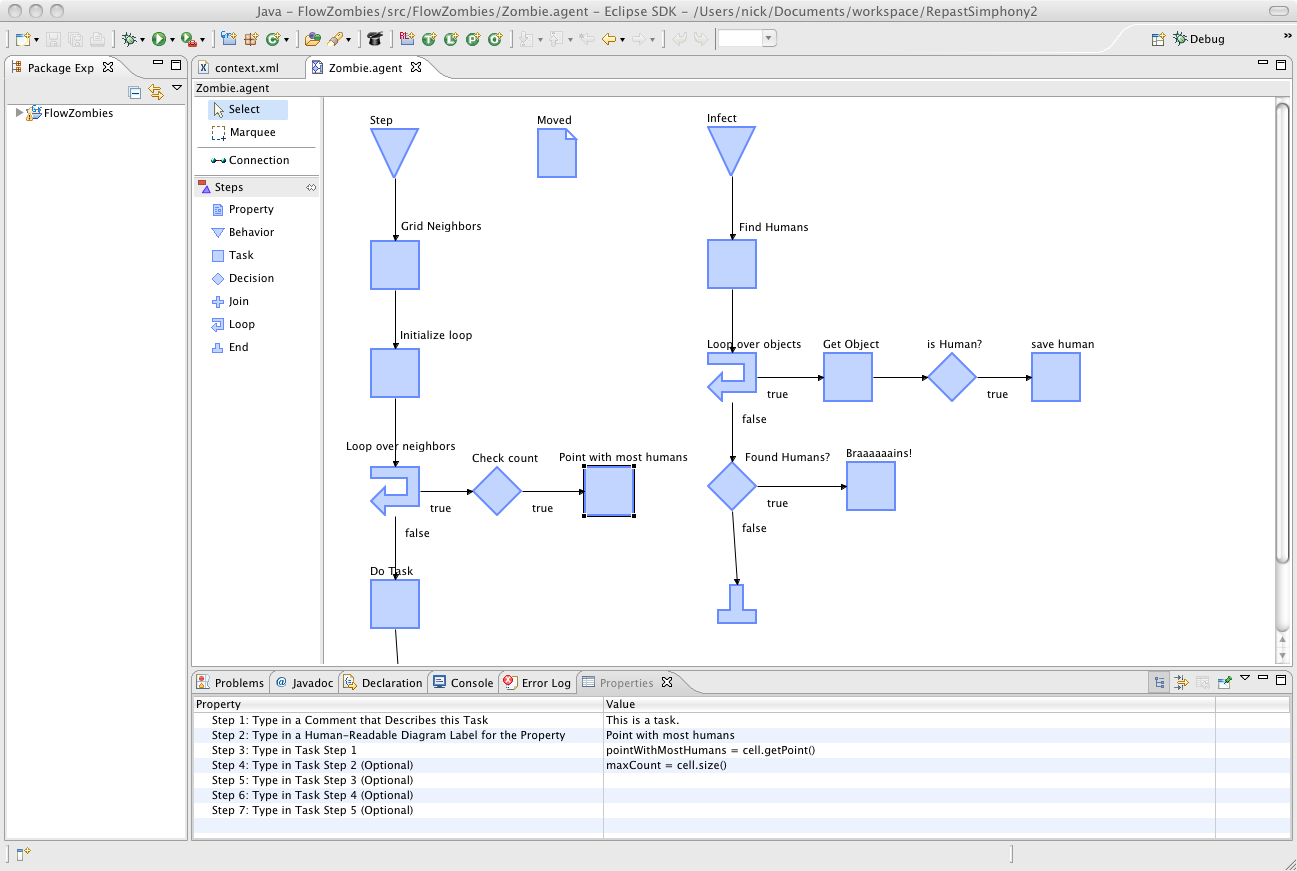 Java – FlowZombies/src/FlowZombies/Zombie.agent – Eclipse SDK – /Users/nick/Documents/workspace/RepastSimphony2
Debug
Package Exp
context.xml
Zombie.agent
Zombie.agent
FlowZombies
Select
Marquee
Connection
Steps
Property
Behavior
Task
Decision
Join
Loop
End
Step
Moved
Infect
Grid Neighbors
Find Humans
Initialize loop
Loop over objects
Get Object
is Human?
save human
true
true
false
Loop over neighbors
Check count
Point with most humans
Found Humans?
Braaaaaains!
true
true
true
false
false
Do Task
Problems
@ Javadoc
Declaration
Console
Error Log
Properties
Property Value
Step 1: Type in a Comment that Describes this Task This is a task.
Step 2: Type in a Human-Readable Diagram Label for the Property Point with most humans
Step 3: Type in Task Step 1 pointWithMostHumans = cell.getPoint()
Step 4: Type in Task Step 2 (Optional) maxCount = cell.size()
Step 5: Type in Task Step 3 (Optional)
Step 6: Type in Task Step 4 (Optional)
Step 7: Type in Task Step 5 (Optional)